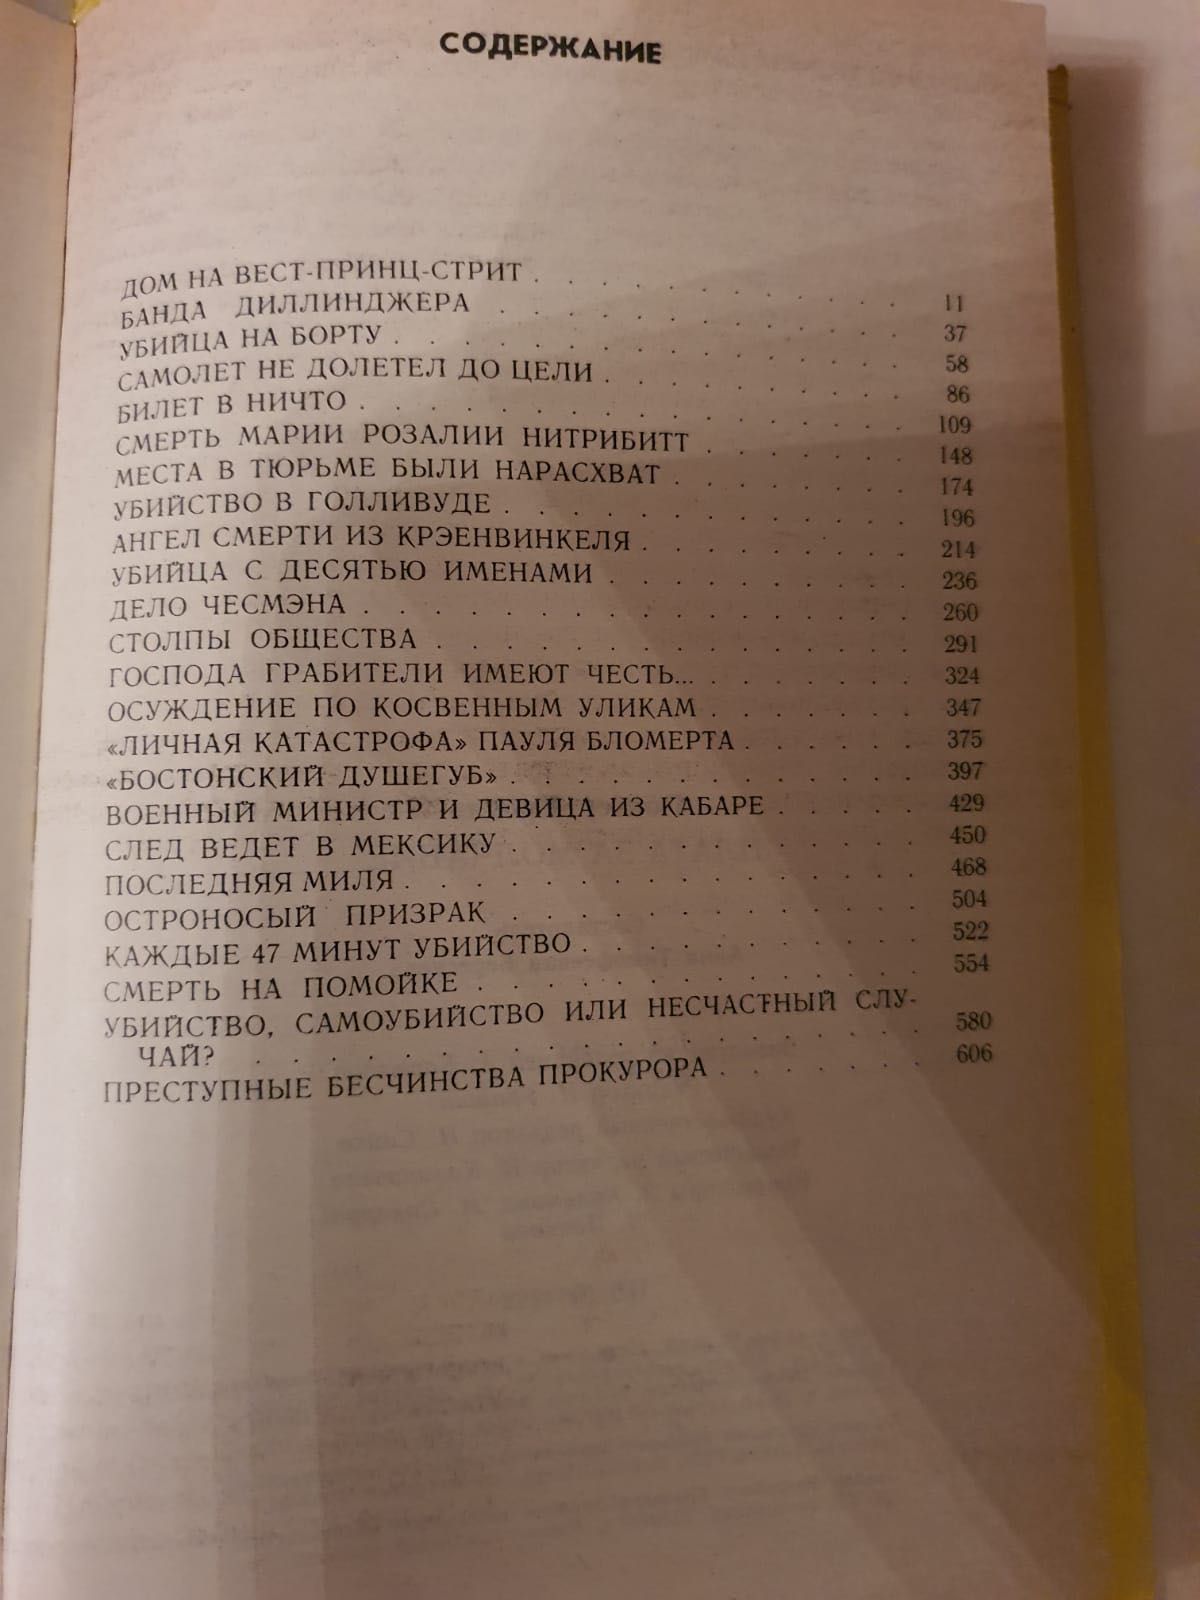 СОДЕРЖАНИЕ
ДОМ НА ВЕСТ-ПРИНЦ-СТРИТ . . . . . . . . . . . 11
БАНДА ДИЛЛИНДЖЕРА . . . . . . . . . . . . 37
УБИЙЦА НА БОРТУ . . . . . . . . . . . . . . 58
САМОЛЕТ НЕ ДОЛЕТЕЛ ДО ЦЕЛИ . . . . . . . . . 86
БИЛЕТ В НИЧТО . . . . . . . . . . . . . . . 109
СМЕРТЬ МАРИИ РОЗАЛИИ НИТРИБИТТ . . . . . . . 148
МЕСТА В ТЮРЬМЕ БЫЛИ НАРАСХВАТ . . . . . . . 174
УБИЙСТВО В ГОЛЛИВУДЕ . . . . . . . . . . . . 196
АНГЕЛ СМЕРТИ ИЗ КРЭЕНВИНКЕЛЯ . . . . . . . . 214
УБИЙЦА С ДЕСЯТЬЮ ИМЕНАМИ . . . . . . . . . 236
ДЕЛО ЧЕСМЭНА . . . . . . . . . . . . . . . 260
СТОЛПЫ ОБЩЕСТВА . . . . . . . . . . . . . 291
ГОСПОДА ГРАБИТЕЛИ ИМЕЮТ ЧЕСТЬ... . . . . . . . 324
ОСУЖДЕНИЕ ПО КОСВЕННЫМ УЛИКАМ . . . . . . . 347
«ЛИЧНАЯ КАТАСТРОФА» ПАУЛЯ БЛОМЕРТА . . . . . . 375
«БОСТОНСКИЙ ДУШЕГУБ» . . . . . . . . . . . . 397
ВОЕННЫЙ МИНИСТР И ДЕВИЦА ИЗ КАБАРЕ . . . . . 429
СЛЕД ВЕДЕТ В МЕКСИКУ . . . . . . . . . . . . 450
ПОСЛЕДНЯЯ МИЛЯ . . . . . . . . . . . . . . 468
ОСТРОНОСЫЙ ПРИЗРАК . . . . . . . . . . . . 504
КАЖДЫЕ 47 МИНУТ УБИЙСТВО . . . . . . . . . . 522
СМЕРТЬ НА ПОМОЙКЕ . . . . . . . . . . . . . 554
УБИЙСТВО, САМОУБИЙСТВО ИЛИ НЕСЧАСТНЫЙ СЛУ-
ЧАЙ? . . . . . . . . . . . . . . . . . 580
ПРЕСТУПНЫЕ БЕСЧИНСТВА ПРОКУРОРА . . . . . . 606